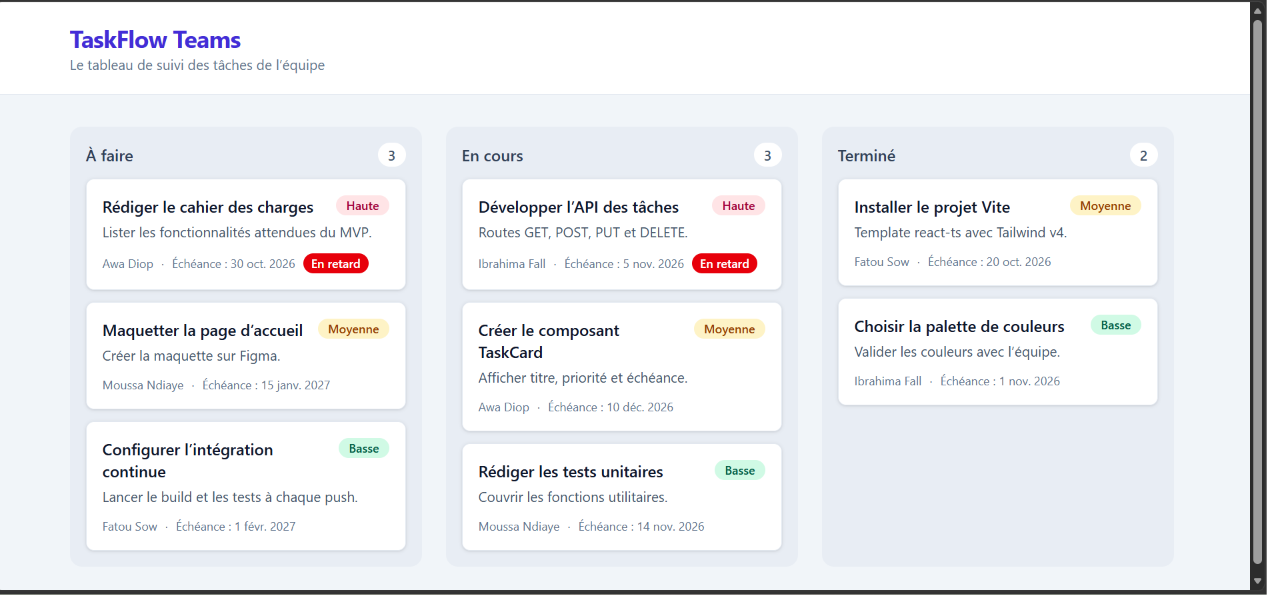 TaskFlow Teams
Le tableau de suivi des tâches de l'équipe
À faire 3
Rédiger le cahier des charges Haute
Lister les fonctionnalités attendues du MVP.
Awa Diop · Échéance : 30 oct. 2026 En retard
Maquetter la page d'accueil Moyenne
Créer la maquette sur Figma.
Moussa Ndiaye · Échéance : 15 janv. 2027
Configurer l'intégration Basse
continue
Lancer le build et les tests à chaque push.
Fatou Sow · Échéance : 1 févr. 2027
En cours 3
Développer l'API des tâches Haute
Routes GET, POST, PUT et DELETE.
Ibrahima Fall · Échéance : 5 nov. 2026 En retard
Créer le composant Moyenne
TaskCard
Afficher titre, priorité et échéance.
Awa Diop · Échéance : 10 déc. 2026
Rédiger les tests unitaires Basse
Couvrir les fonctions utilitaires.
Moussa Ndiaye · Échéance : 14 nov. 2026
Terminé 2
Installer le projet Vite Moyenne
Template react-ts avec Tailwind v4.
Fatou Sow · Échéance : 20 oct. 2026
Choisir la palette de couleurs Basse
Valider les couleurs avec l'équipe.
Ibrahima Fall · Échéance : 1 nov. 2026